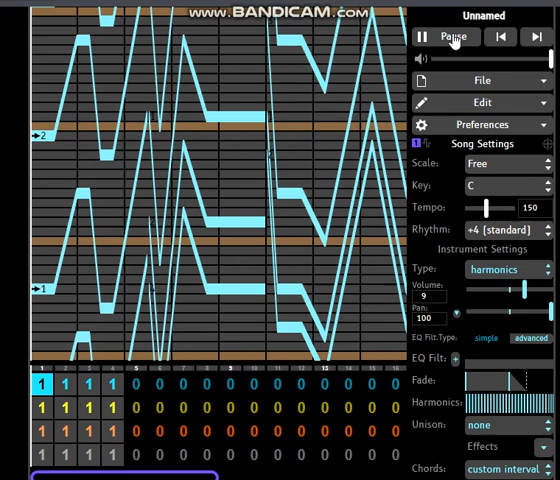 www.BANDICAM.com
Unnamed
Pause
File
Edit
Preferences
1
Song Settings
Scale: Free
Key: C
Tempo: 150
Rhythm: +4 [standard]
Instrument Settings
Type: harmonics
Volume:
9
Pan:
100
EQ Filt.Type: simple advanced
EQ Filt: +
Fade:
Harmonics:
Unison: none
Effects
Chords: custom interval
2
1
1 2 3 4 5 6 7 8 9 10 11 12 13 14 15 16
1 1 1 1 0 0 0 0 0 0 0 0 0 0 0 0
1 1 1 1 0 0 0 0 0 0 0 0 0 0 0 0
1 1 1 1 0 0 0 0 0 0 0 0 0 0 0 0
1 1 1 1 0 0 0 0 0 0 0 0 0 0 0 0